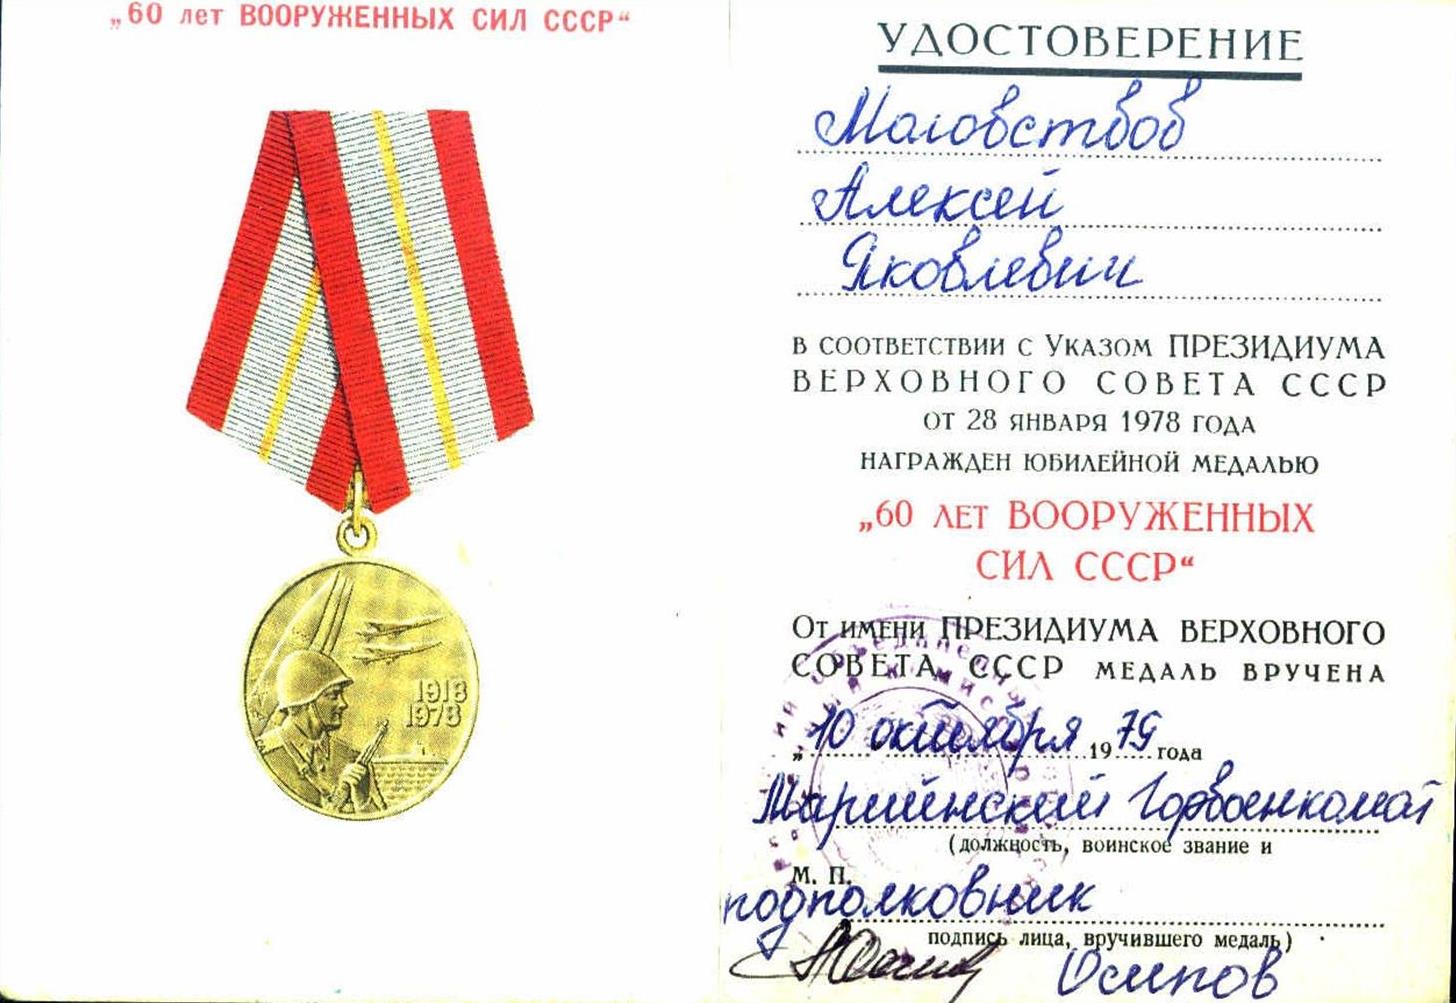 „60 лет ВООРУЖЕННЫХ СИЛ СССР“
1918
1978
УДОСТОВЕРЕНИЕ
Алексей
Яковлевич
В СООТВЕТСТВИИ С УКАЗОМ ПРЕЗИДИУМА
ВЕРХОВНОГО СОВЕТА СССР
ОТ 28 ЯНВАРЯ 1978 ГОДА
НАГРАЖДЕН ЮБИЛЕЙНОЙ МЕДАЛЬЮ
„60 ЛЕТ ВООРУЖЕННЫХ
СИЛ СССР“
ОТ ИМЕНИ ПРЕЗИДИУМА ВЕРХОВНОГО
СОВЕТА СССР МЕДАЛЬ ВРУЧЕНА
„10 октября 1979 года
Мариинский Горвоенкомат
(должность, воинское звание и
М. П.
подполковник
подпись лица, вручившего медаль)
Осипов